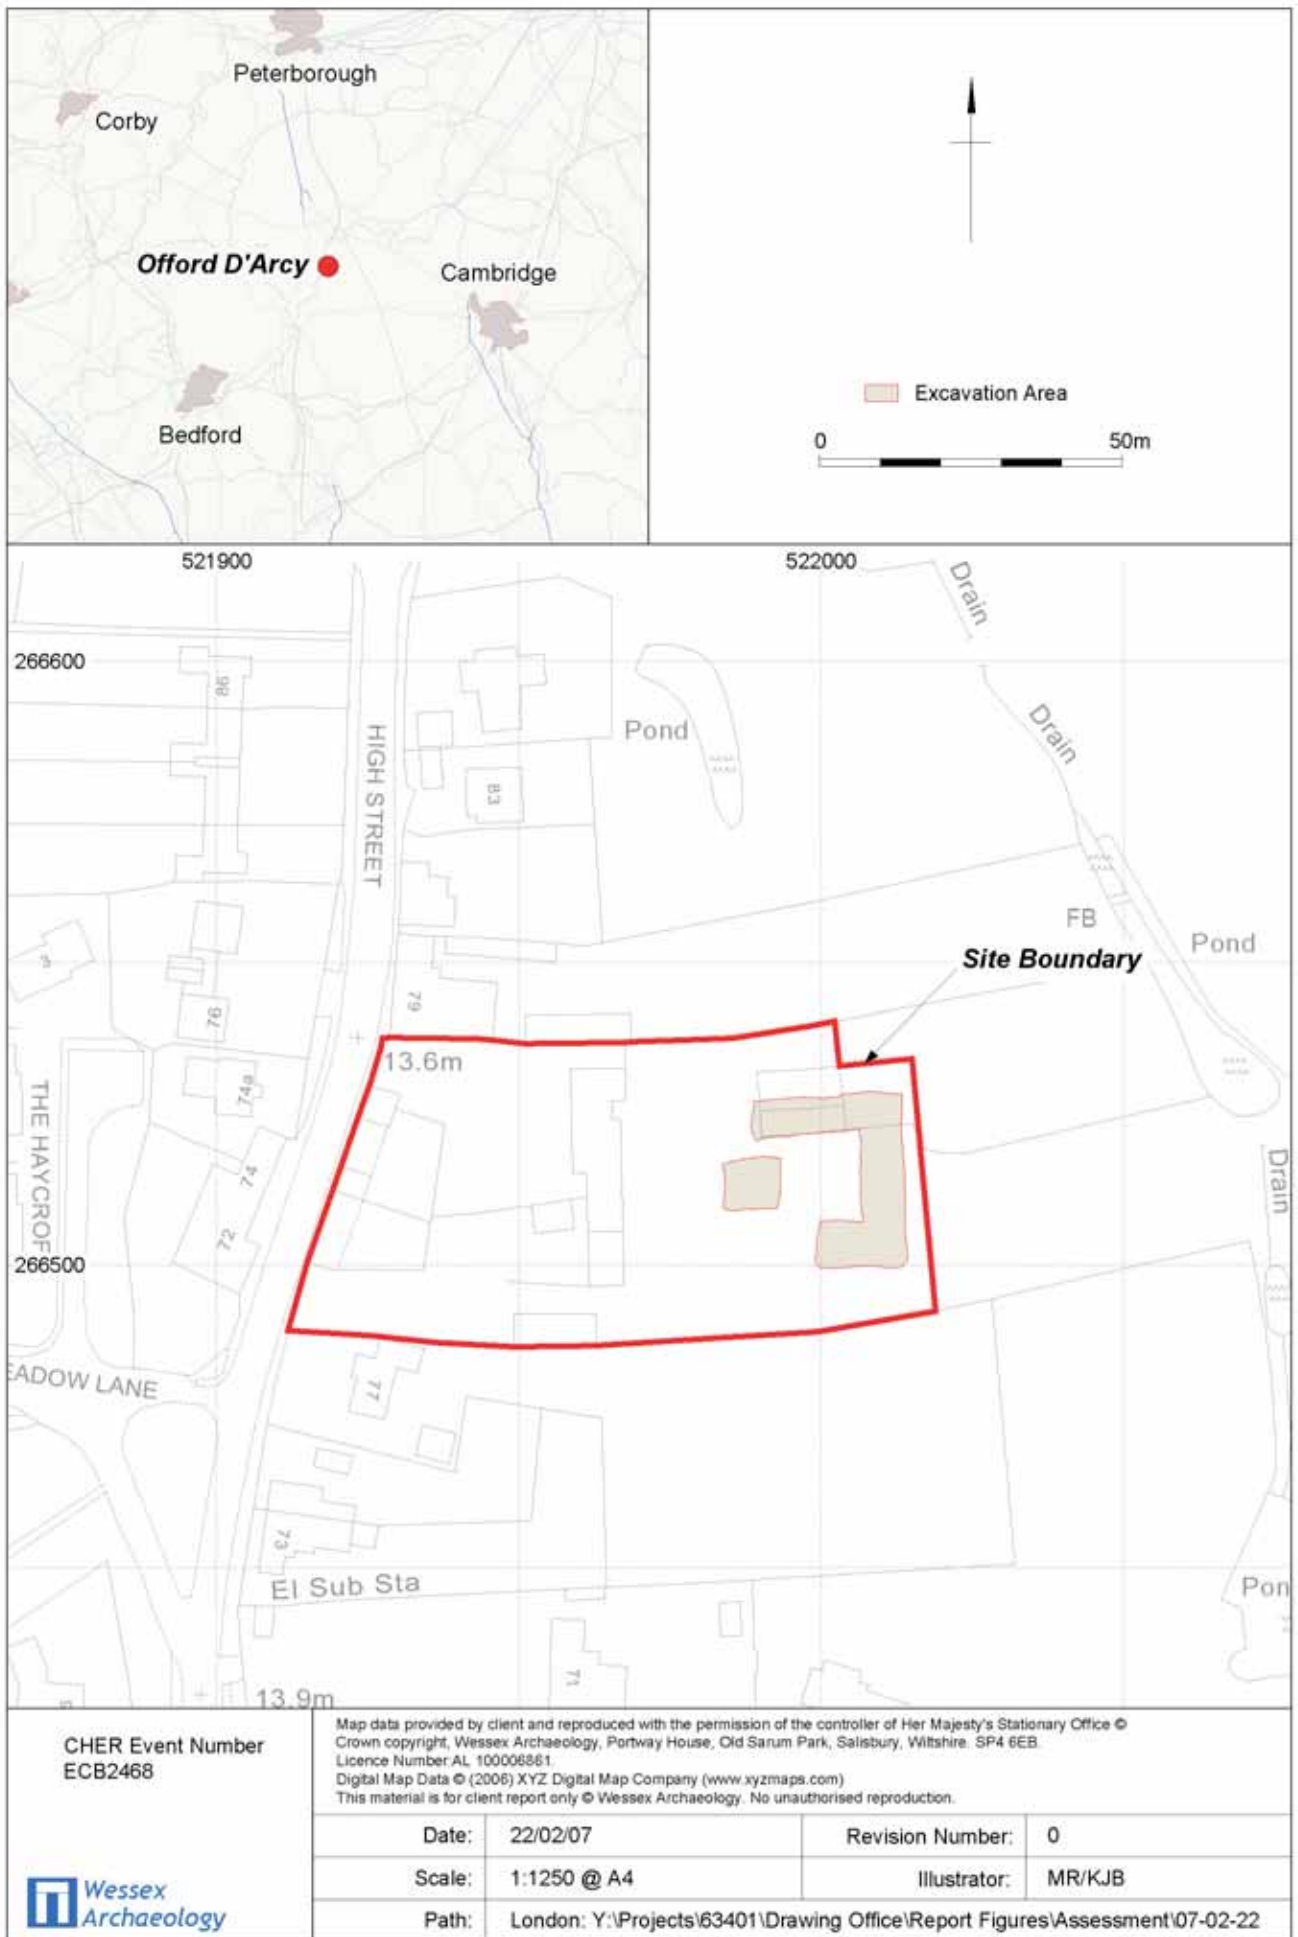 Peterborough
Corby
Offord D'Arcy
Cambridge
Bedford
Excavation Area
0 50m
521900 522000
Drain
266600
86
Drain
Pond
HIGH STREET
83
FB
Pond
Site Boundary
79
76
13.6m
74a
THE HAYCROF
74
Drain
72
266500
EADOW LANE
77
73
El Sub Sta
Pon
71
13.9m
CHER Event Number
ECB2468
Wessex
Archaeology
Map data provided by client and reproduced with the permission of the controller of Her Majesty's Stationary Office ©
Crown copyright, Wessex Archaeology, Portway House, Old Sarum Park, Salisbury, Wiltshire. SP4 6EB.
Licence Number:AL 100006861.
Digital Map Data © (2006) XYZ Digital Map Company (www.xyzmaps.com)
This material is for client report only © Wessex Archaeology. No unauthorised reproduction.
Date: 22/02/07 Revision Number: 0
Scale: 1:1250 @ A4 Illustrator: MR/KJB
Path: London: Y:\Projects\63401\Drawing Office\Report Figures\Assessment\07-02-22